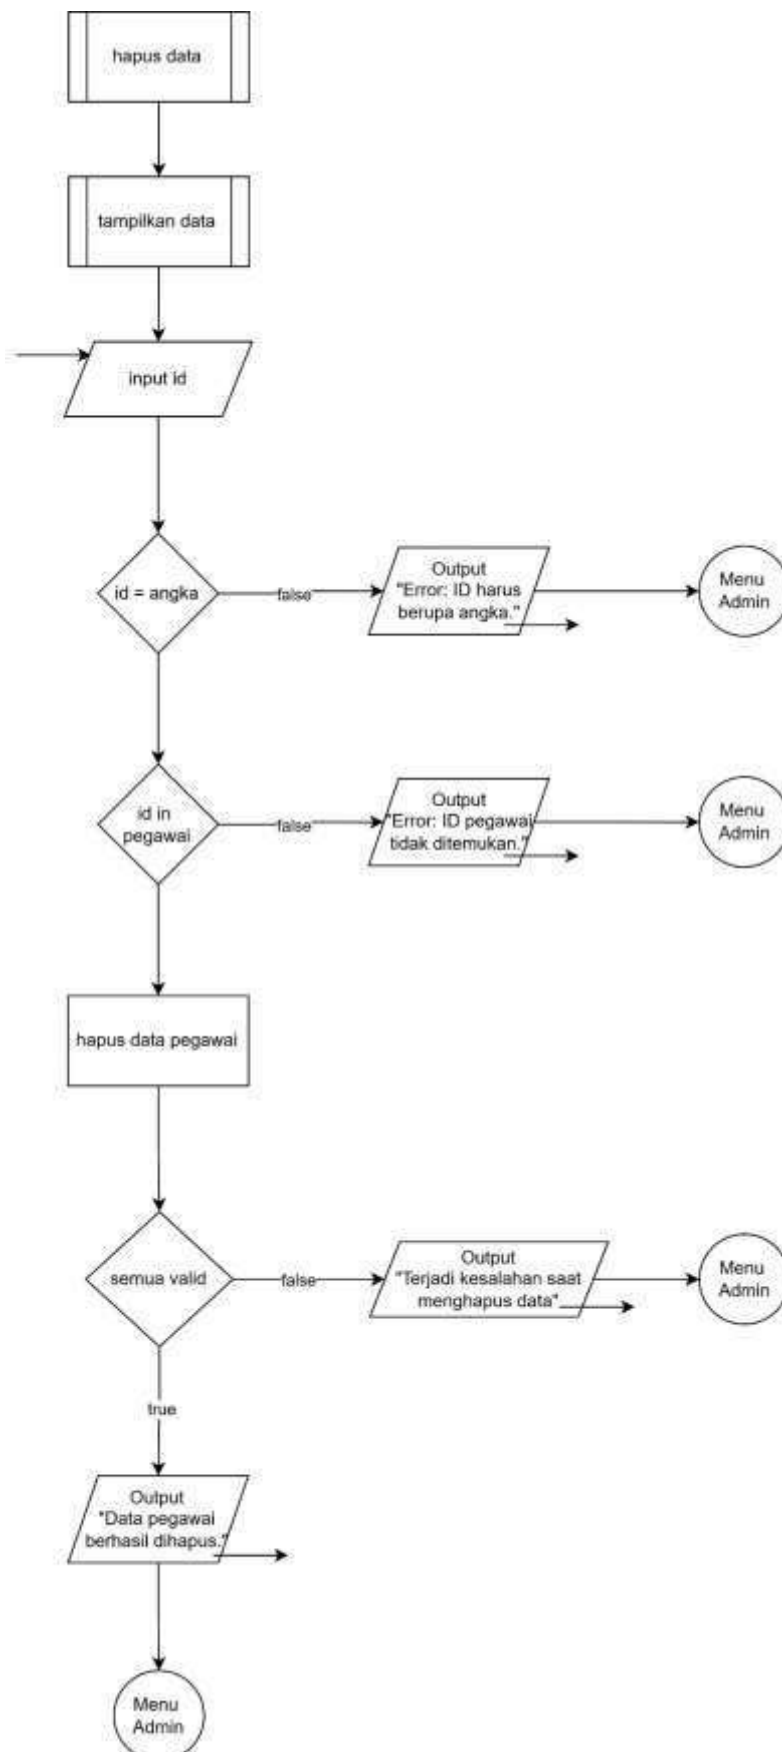 hapus data
tampilkan data
input id
id = angka
false
Output
"Error: ID harus
berupa angka."
Menu
Admin
id in
pegawai
false
Output
"Error: ID pegawai
tidak ditemukan."
Menu
Admin
hapus data pegawai
semua valid
false
Output
"Terjadi kesalahan saat
menghapus data"
Menu
Admin
true
Output
"Data pegawai
berhasil dihapus."
Menu
Admin